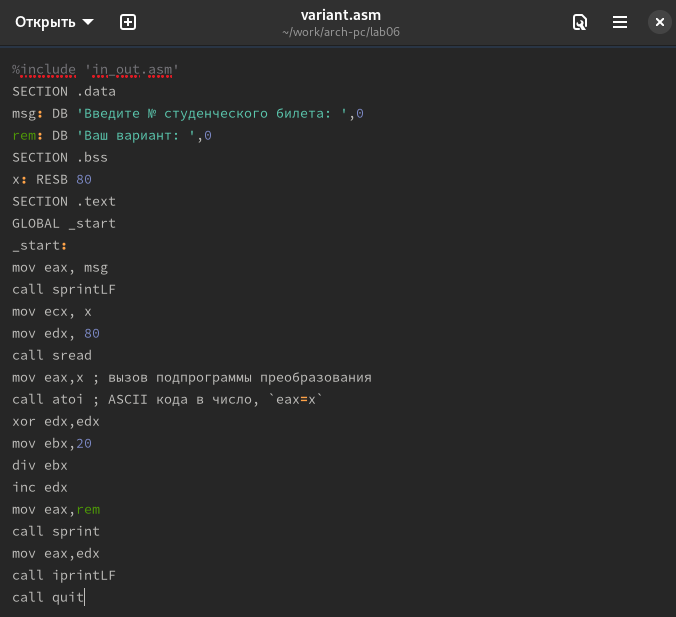 Открыть
variant.asm
~/work/arch-pc/lab06
%include 'in_out.asm'
SECTION .data
msg: DB 'Введите № студенческого билета: ',0
rem: DB 'Ваш вариант: ',0
SECTION .bss
x: RESB 80
SECTION .text
GLOBAL _start
_start:
mov eax, msg
call sprintLF
mov ecx, x
mov edx, 80
call sread
mov eax,x ; вызов подпрограммы преобразования
call atoi ; ASCII кода в число, `eax=x`
xor edx,edx
mov ebx,20
div ebx
inc edx
mov eax,rem
call sprint
mov eax,edx
call iprintLF
call quit